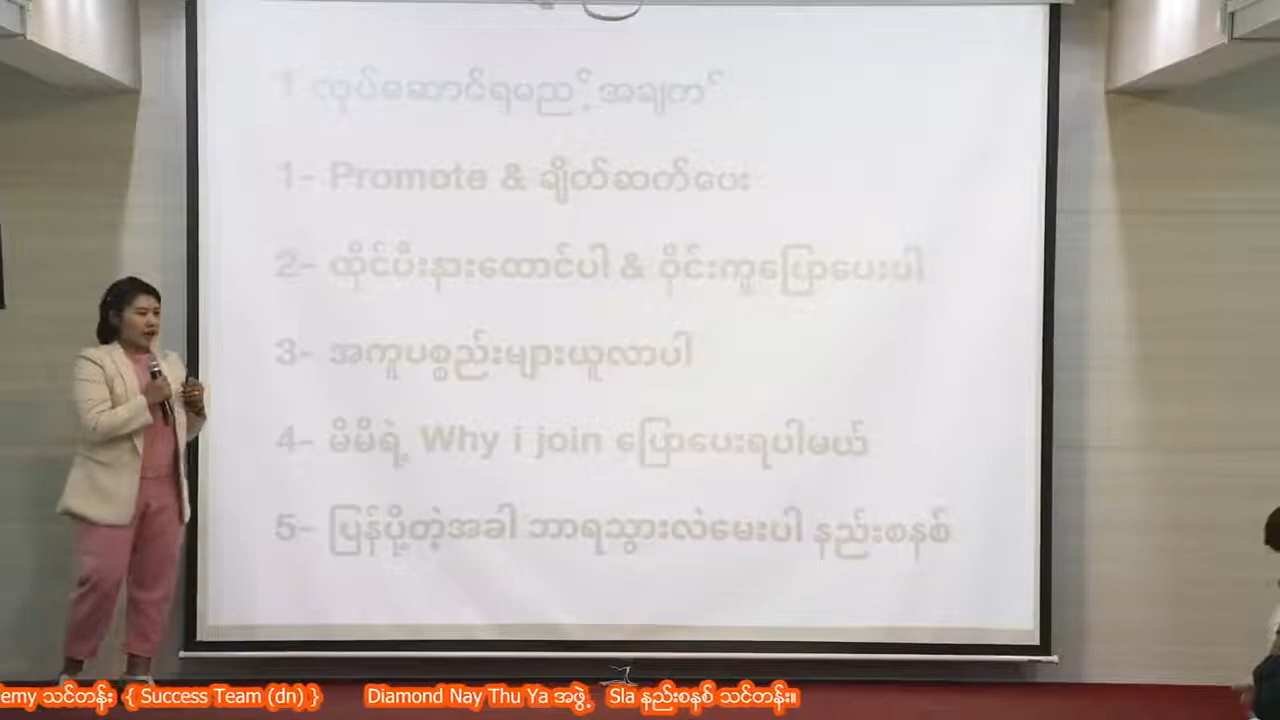 1 လုပ်ဆောင်ရမည့်အချက်
1- Promote & ချိတ်ဆက်ပေး
2- ထိုင်ပီးနားထောင်ပါ & ဝိုင်းကူပြောပေးပါ
3- အကူပစ္စည်းများယူလာပါ
4- မိမိရဲ့ Why i join ပြောပေးရပါမယ်
5- ပြန်ပို့တဲ့အခါ ဘာရသွားလဲမေးပါ နည်းစနစ်
emy သင်တန်း { Success Team (dn) } Diamond Nay Thu Ya အဖွဲ့ Sla နည်းစနစ် သင်တန်း။